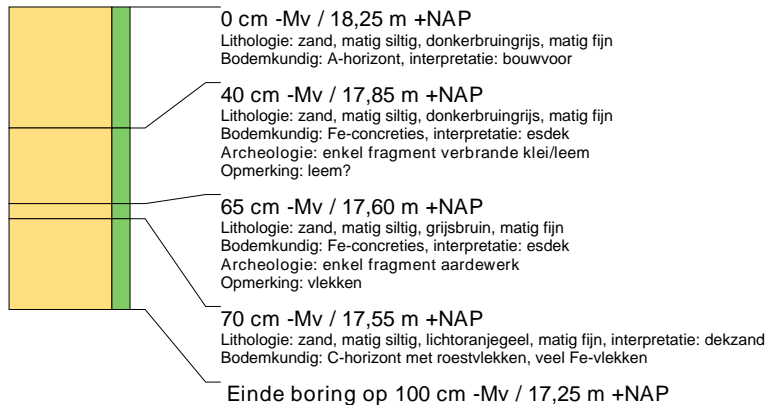 0 cm -Mv / 18,25 m +NAP
Lithologie: zand, matig siltig, donkerbruingrijs, matig fijn
Bodemkundig: A-horizont, interpretatie: bouwvoor
40 cm -Mv / 17,85 m +NAP
Lithologie: zand, matig siltig, donkerbruingrijs, matig fijn
Bodemkundig: Fe-concreties, interpretatie: esdek
Archeologie: enkel fragment verbrande klei/leem
Opmerking: leem?
65 cm -Mv / 17,60 m +NAP
Lithologie: zand, matig siltig, grijsbruin, matig fijn
Bodemkundig: Fe-concreties, interpretatie: esdek
Archeologie: enkel fragment aardewerk
Opmerking: vlekken
70 cm -Mv / 17,55 m +NAP
Lithologie: zand, matig siltig, lichtoranjegeel, matig fijn, interpretatie: dekzand
Bodemkundig: C-horizont met roestvlekken, veel Fe-vlekken
Einde boring op 100 cm -Mv / 17,25 m +NAP